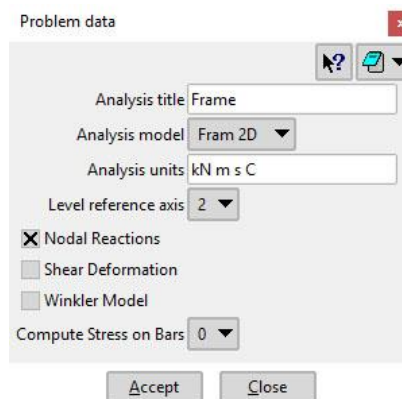 Problem data
Analysis title Frame
Analysis model Fram 2D
Analysis units kN m s C
Level reference axis 2
Nodal Reactions
Shear Deformation
Winkler Model
Compute Stress on Bars 0
Accept Close